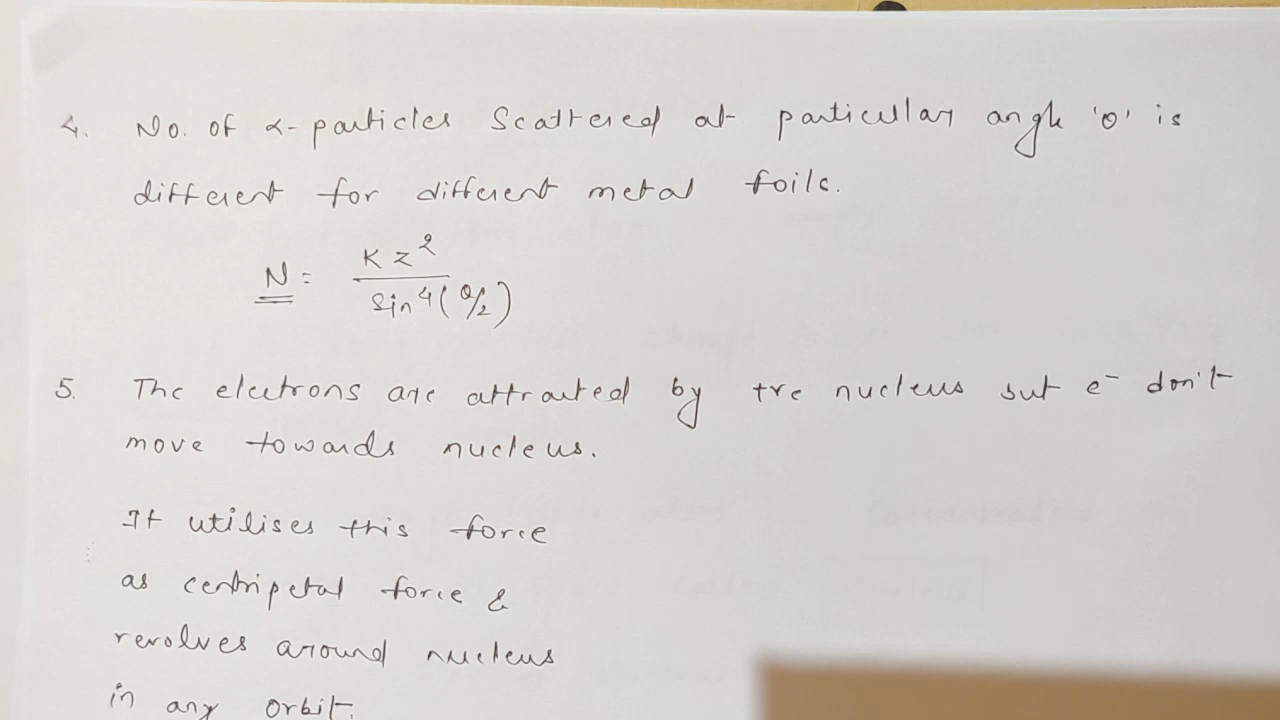 4. No. of α-particles Scattered at particular angle 'θ' is
different for different metal foils.
N = K z² / Sin⁴(θ/2)
5. The electrons are attracted by +ve nucleus but e⁻ don't
move towards nucleus.
It utilises this force
as centripetal force &
revolves around nucleus
in any orbit.